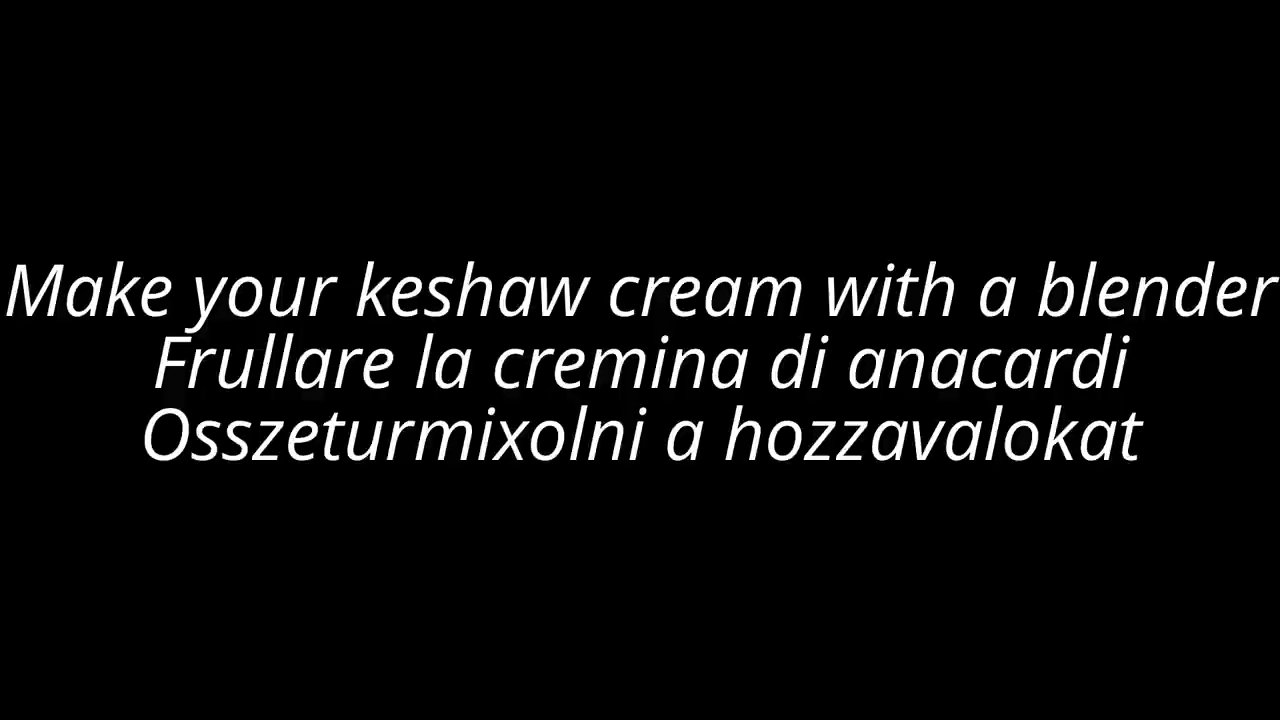 Make your keshaw cream with a blender
Frullare la cremina di anacardi
Osszeturmixolni a hozzavalokat